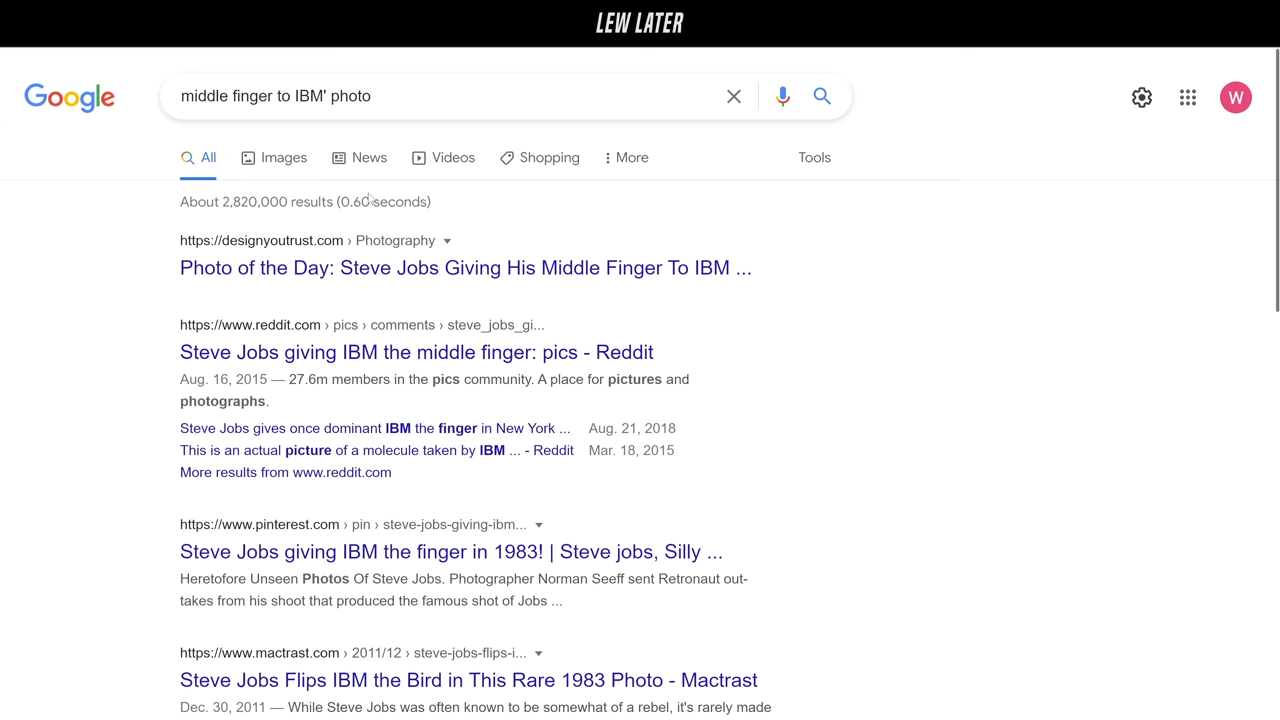 LEW LATER
Google
middle finger to IBM' photo
W
All Images News Videos Shopping More Tools
About 2,820,000 results (0.60 seconds)
https://designyoutrust.com › Photography
Photo of the Day: Steve Jobs Giving His Middle Finger To IBM ...
https://www.reddit.com › pics › comments › steve_jobs_gi...
Steve Jobs giving IBM the middle finger: pics - Reddit
Aug. 16, 2015 — 27.6m members in the pics community. A place for pictures and
photographs.
Steve Jobs gives once dominant IBM the finger in New York ... Aug. 21, 2018
This is an actual picture of a molecule taken by IBM ... - Reddit Mar. 18, 2015
More results from www.reddit.com
https://www.pinterest.com › pin › steve-jobs-giving-ibm...
Steve Jobs giving IBM the finger in 1983! | Steve jobs, Silly ...
Heretofore Unseen Photos Of Steve Jobs. Photographer Norman Seeff sent Retronaut out-
takes from his shoot that produced the famous shot of Jobs ...
https://www.mactrast.com › 2011/12 › steve-jobs-flips-i...
Steve Jobs Flips IBM the Bird in This Rare 1983 Photo - Mactrast
Dec. 30, 2011 — While Steve Jobs was often known to be somewhat of a rebel, it's rarely made